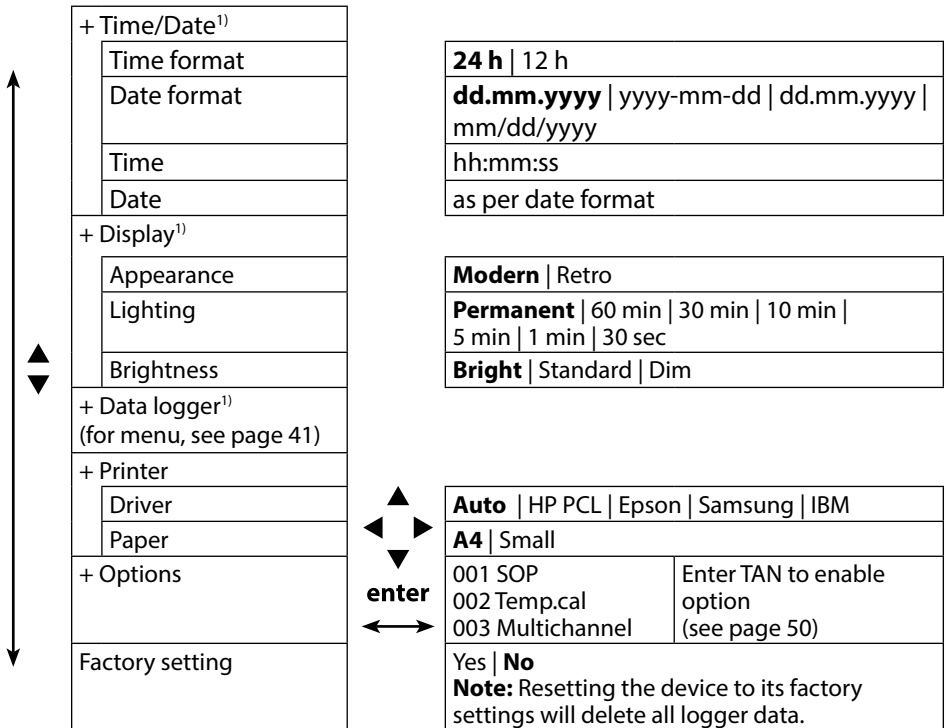 + Time/Date1)
Time format
24 h | 12 h
Date format
dd.mm.yyyy | yyyy-mm-dd | dd.mm.yyyy |
mm/dd/yyyy
Time
hh:mm:ss
Date
as per date format
+ Display1)
Appearance
Modern | Retro
Lighting
Permanent | 60 min | 30 min | 10 min |
5 min | 1 min | 30 sec
Brightness
Bright | Standard | Dim
+ Data logger1)
(for menu, see page 41)
+ Printer
Driver
Auto | HP PCL | Epson | Samsung | IBM
Paper
A4 | Small
+ Options
enter
001 SOP
002 Temp.cal
003 Multichannel
Enter TAN to enable
option
(see page 50)
Factory setting
Yes | No
Note: Resetting the device to its factory
settings will delete all logger data.